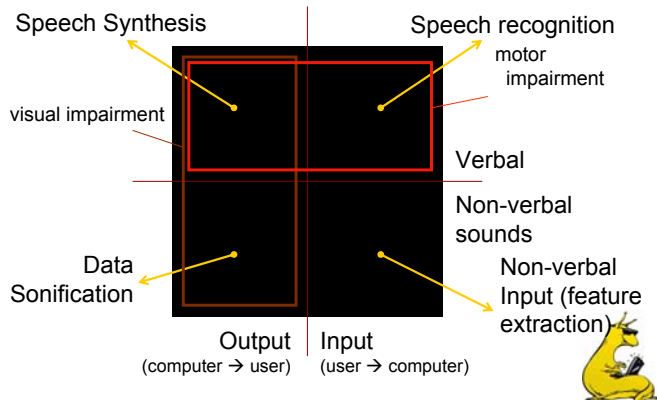 Speech Synthesis
Speech recognition
motor
impairment
visual impairment
Verbal
Non-verbal
sounds
Data
Sonification
Non-verbal
Input (feature
extraction)
Output
(computer → user)
Input
(user → computer)